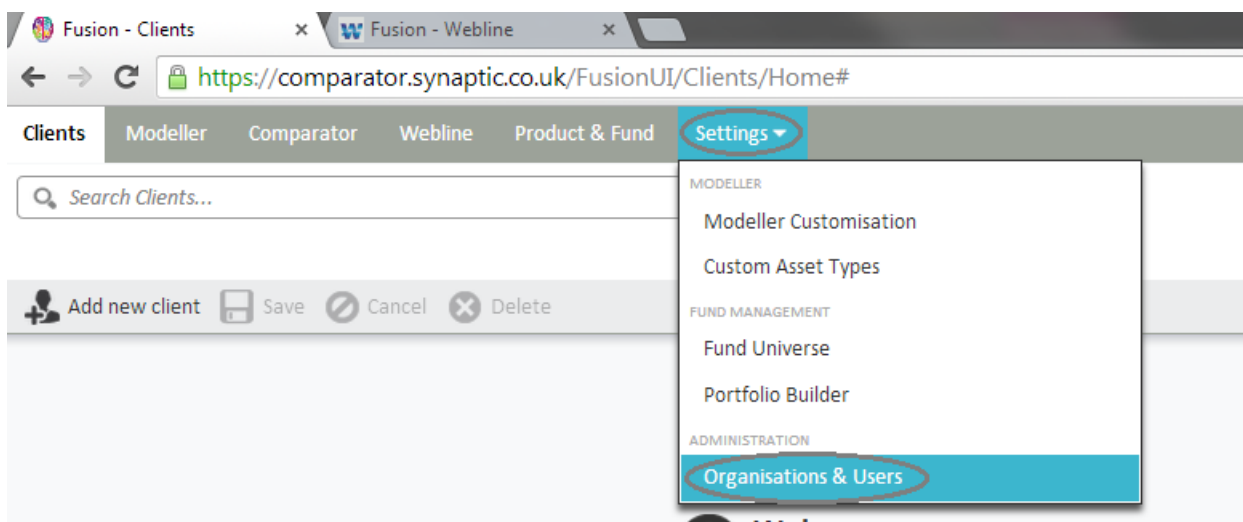 Fusion - Clients
Fusion - Webline
https://comparator.synaptic.co.uk/FusionUI/Clients/Home#
Clients Modeller Comparator Webline Product & Fund Settings
Search Clients...
MODELLER
Modeller Customisation
Custom Asset Types
Add new client Save Cancel Delete
FUND MANAGEMENT
Fund Universe
Portfolio Builder
ADMINISTRATION
Organisations & Users